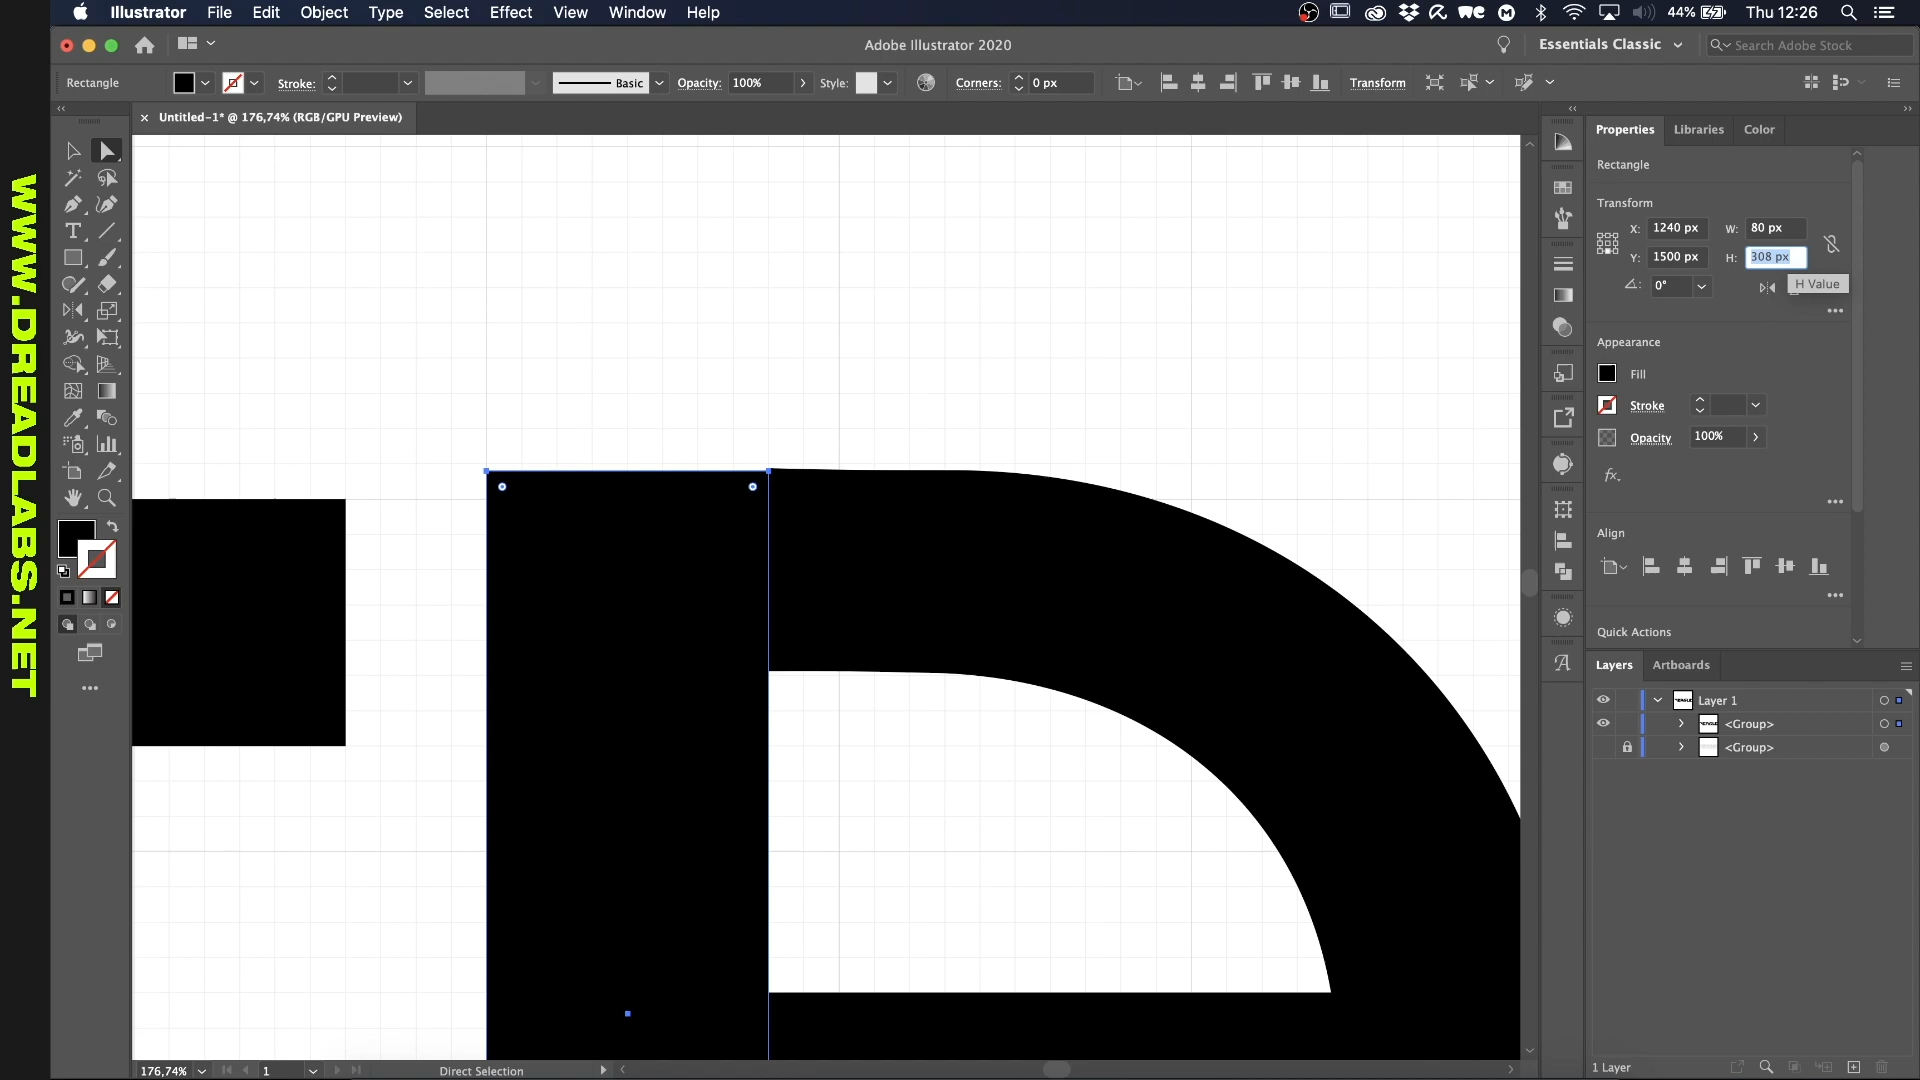 Illustrator File Edit Object Type Select Effect View Window Help
44% Thu 12:26
Adobe Illustrator 2020
Essentials Classic
Search Adobe Stock
Rectangle
Stroke:
Basic
Opacity: 100%
Style:
Corners: 0 px
Transform
× Untitled-1* @ 176,74% (RGB/GPU Preview)
WWW.DREADLABS.NET
Properties Libraries Color
Rectangle
Transform
X: 1240 px W: 80 px
Y: 1500 px H: 308 px
0°
H Value
Appearance
Fill
Stroke
Opacity 100%
fx.
Align
Quick Actions
Layers Artboards
Layer 1
<Group>
<Group>
176,74% 1 Direct Selection
1 Layer